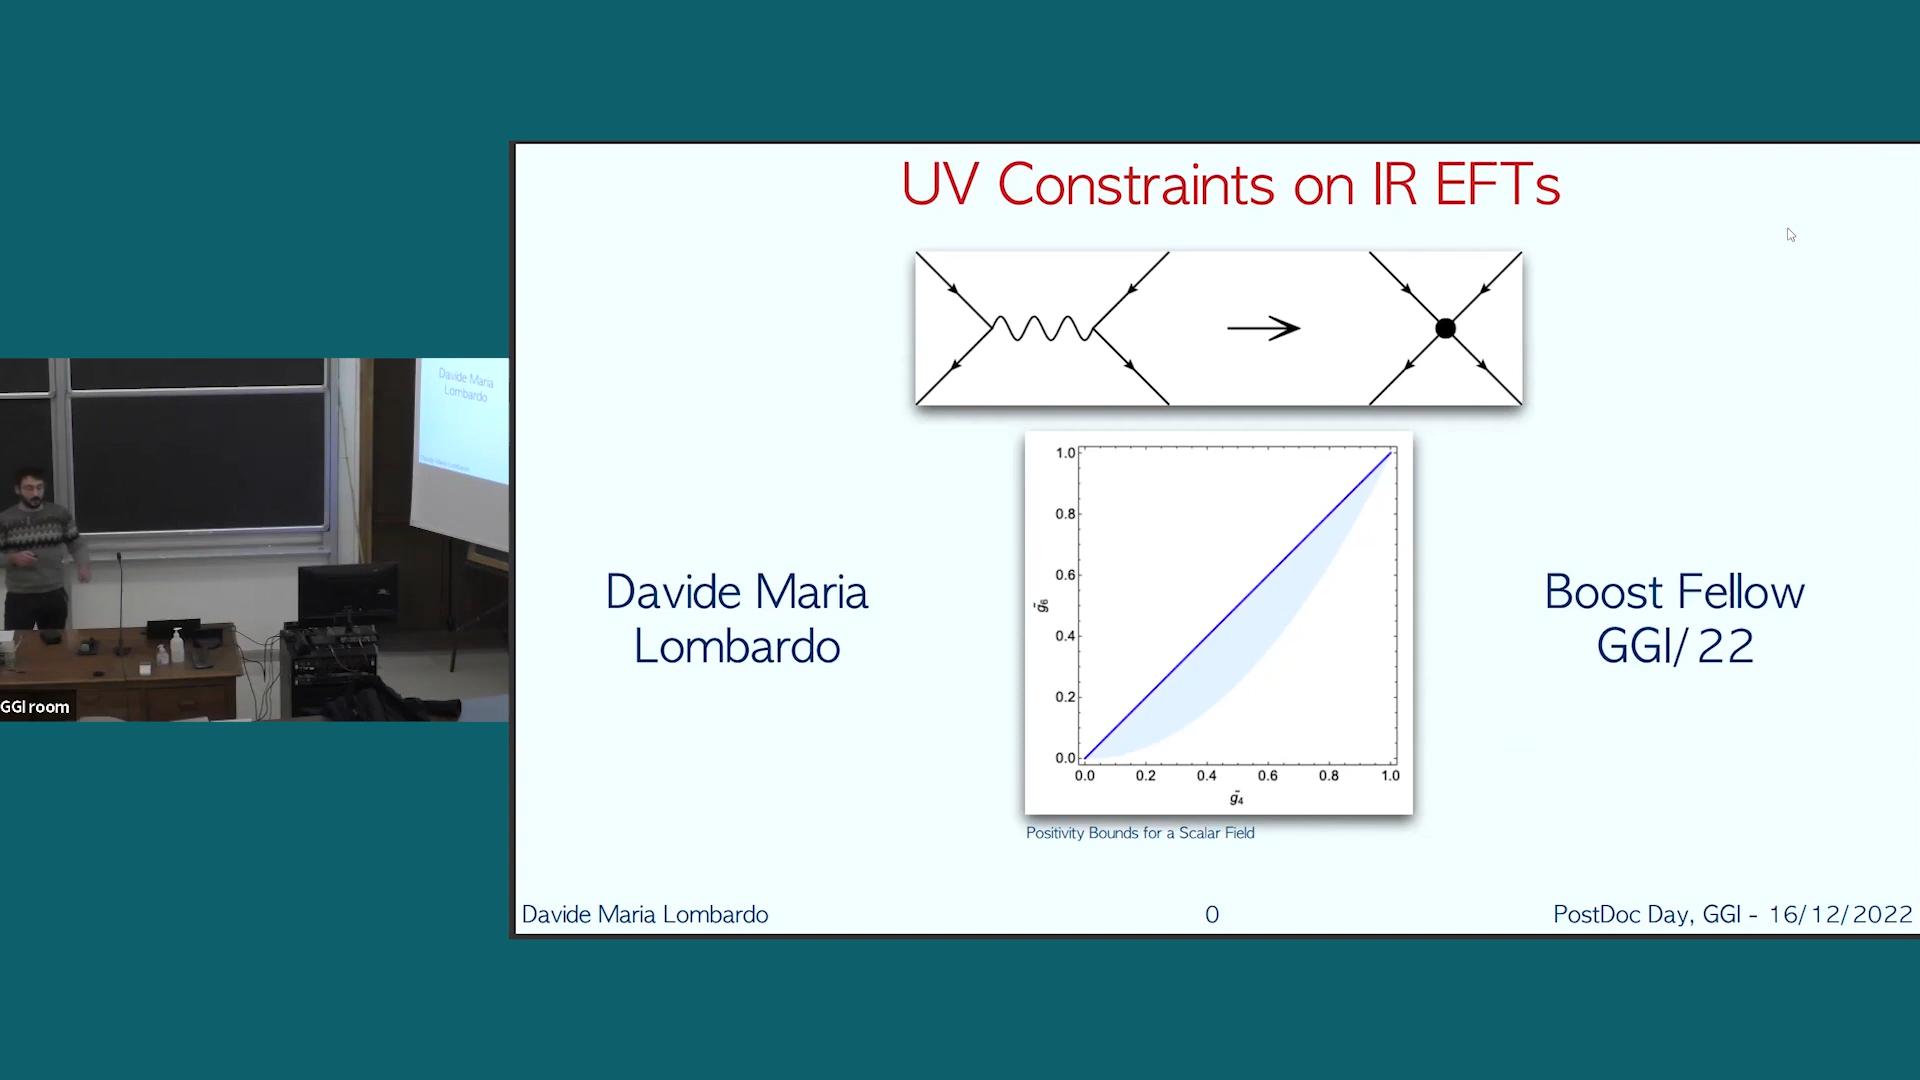 UV Constraints on IR EFTs
Davide Maria
Lombardo
GGI room
Davide Maria
Lombardo
1.0
0.8
0.6
0.4
0.2
0.0
g̃6
0.0 0.2 0.4 0.6 0.8 1.0
g̃4
Positivity Bounds for a Scalar Field
Boost Fellow
GGI/22
Davide Maria Lombardo
0
PostDoc Day, GGI - 16/12/2022